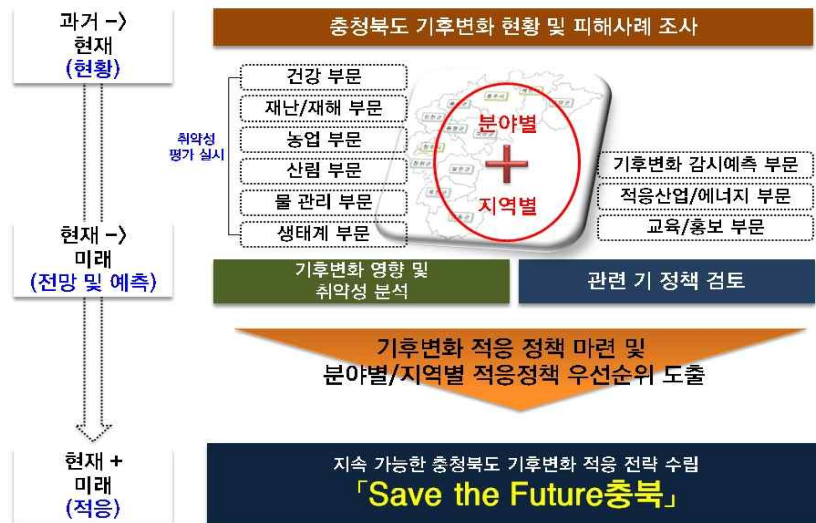 과거 –>
현재
(현황)
충청북도 기후변화 현황 및 피해사례 조사
건강 부문
재난/재해 부문
농업 부문
산림 부문
물 관리 부문
생태계 부문
취약성
평가 실시
분야별
+
지역별
기후변화 감시예측 부문
적응산업/에너지 부문
교육/홍보 부문
현재 –>
미래
(전망 및 예측)
기후변화 영향 및
취약성 분석
관련 기 정책 검토
기후변화 적응 정책 마련 및
분야별/지역별 적응정책 우선순위 도출
현재 +
미래
(적응)
지속 가능한 충청북도 기후변화 적응 전략 수립
「Save the Future충북」